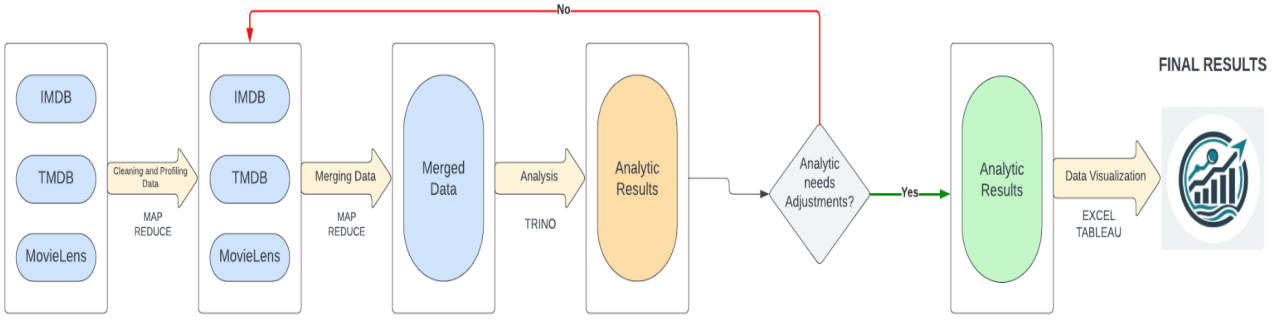 No
IMDB
TMDB
MovieLens
Cleaning and Profiling
Data
MAP
REDUCE
IMDB
TMDB
MovieLens
Merging Data
MAP
REDUCE
Merged
Data
Analysis
TRINO
Analytic
Results
Analytic
needs
Adjustments?
Yes
Analytic
Results
Data Visualization
EXCEL
TABLEAU
FINAL RESULTS